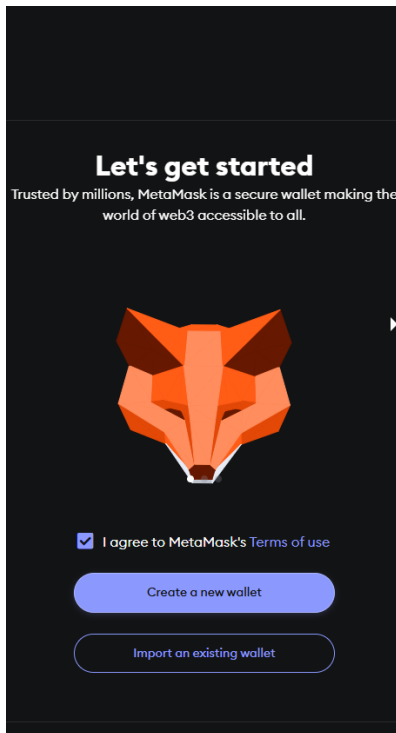 Let's get started
Trusted by millions, MetaMask is a secure wallet making the
world of web3 accessible to all.
I agree to MetaMask's Terms of use
Create a new wallet
Import an existing wallet